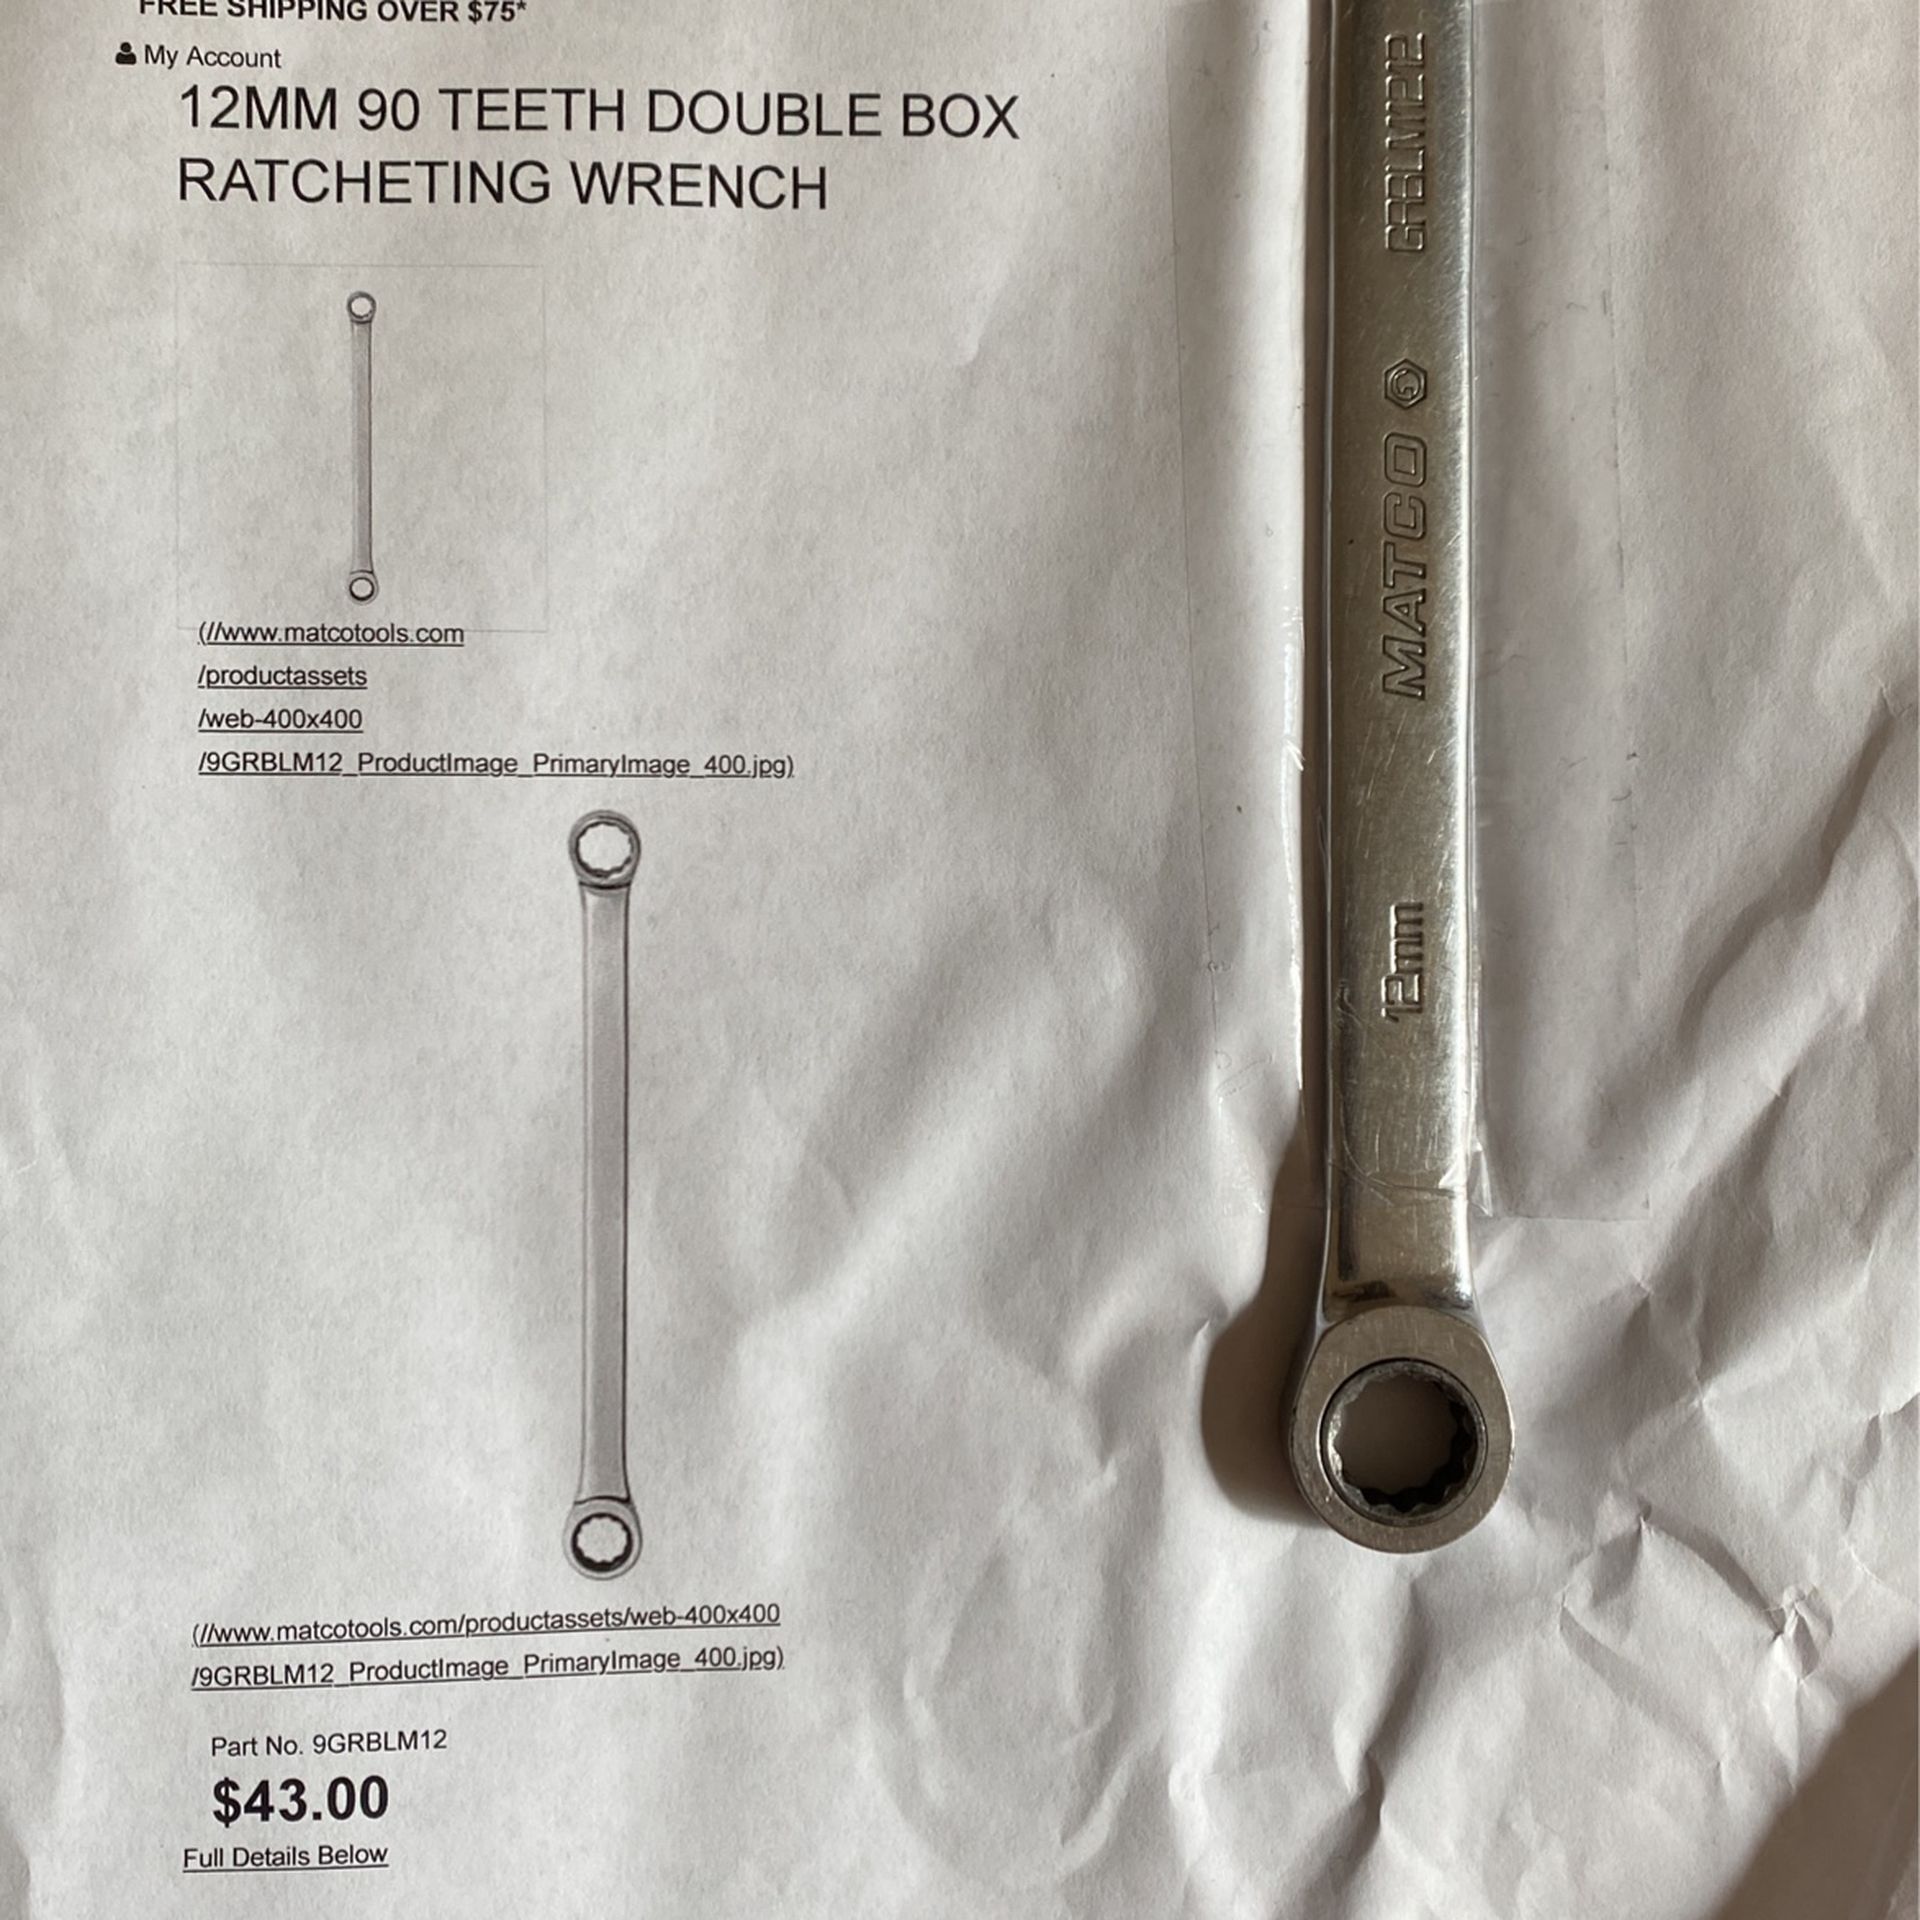 FREE SHIPPING OVER $75*
My Account
12MM 90 TEETH DOUBLE BOX
RATCHETING WRENCH
(//www.matcotools.com
/productassets
/web-400x400
/9GRBLM12_ProductImage_PrimaryImage_400.jpg)
(//www.matcotools.com/productassets/web-400x400
/9GRBLM12_ProductImage_PrimaryImage_400.jpg)
Part No. 9GRBLM12
$43.00
Full Details Below
12mm MATCO G GRBLM1212